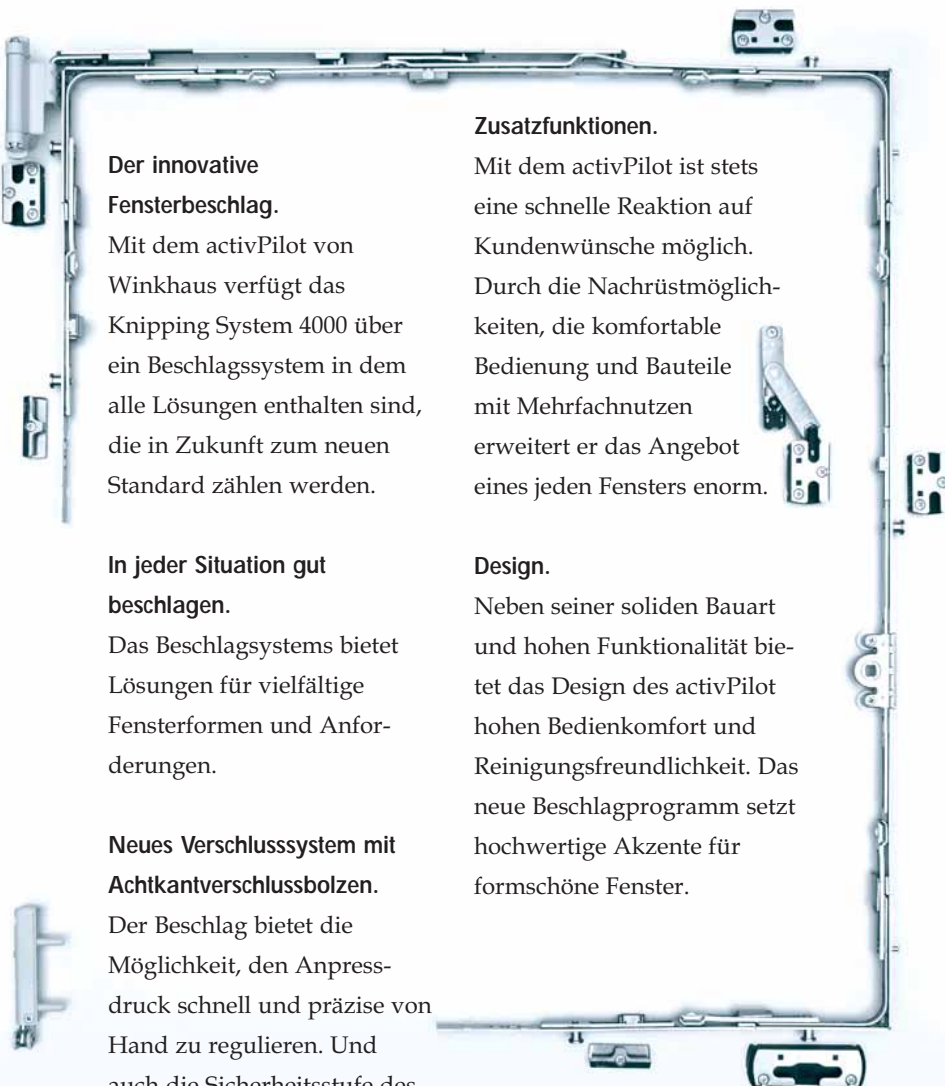 Der innovative
Fensterbeschlag.
Mit dem activPilot von
Winkhaus verfügt das
Knipping System 4000 über
ein Beschlagssystem in dem
alle Lösungen enthalten sind,
die in Zukunft zum neuen
Standard zählen werden.
In jeder Situation gut
beschlagen.
Das Beschlagsystems bietet
Lösungen für vielfältige
Fensterformen und Anfor-
derungen.
Neues Verschlusssystem mit
Achtkantverschlussbolzen.
Der Beschlag bietet die
Möglichkeit, den Anpress-
druck schnell und präzise von
Hand zu regulieren. Und
auch die Sicherheitsstufe des
Zusatzfunktionen.
Mit dem activPilot ist stets
eine schnelle Reaktion auf
Kundenwünsche möglich.
Durch die Nachrüstmöglich-
keiten, die komfortable
Bedienung und Bauteile
mit Mehrfachnutzen
erweitert er das Angebot
eines jeden Fensters enorm.
Design.
Neben seiner soliden Bauart
und hohen Funktionalität bie-
tet das Design des activPilot
hohen Bedienkomfort und
Reinigungsfreundlichkeit. Das
neue Beschlagprogramm setzt
hochwertige Akzente für
formschöne Fenster.